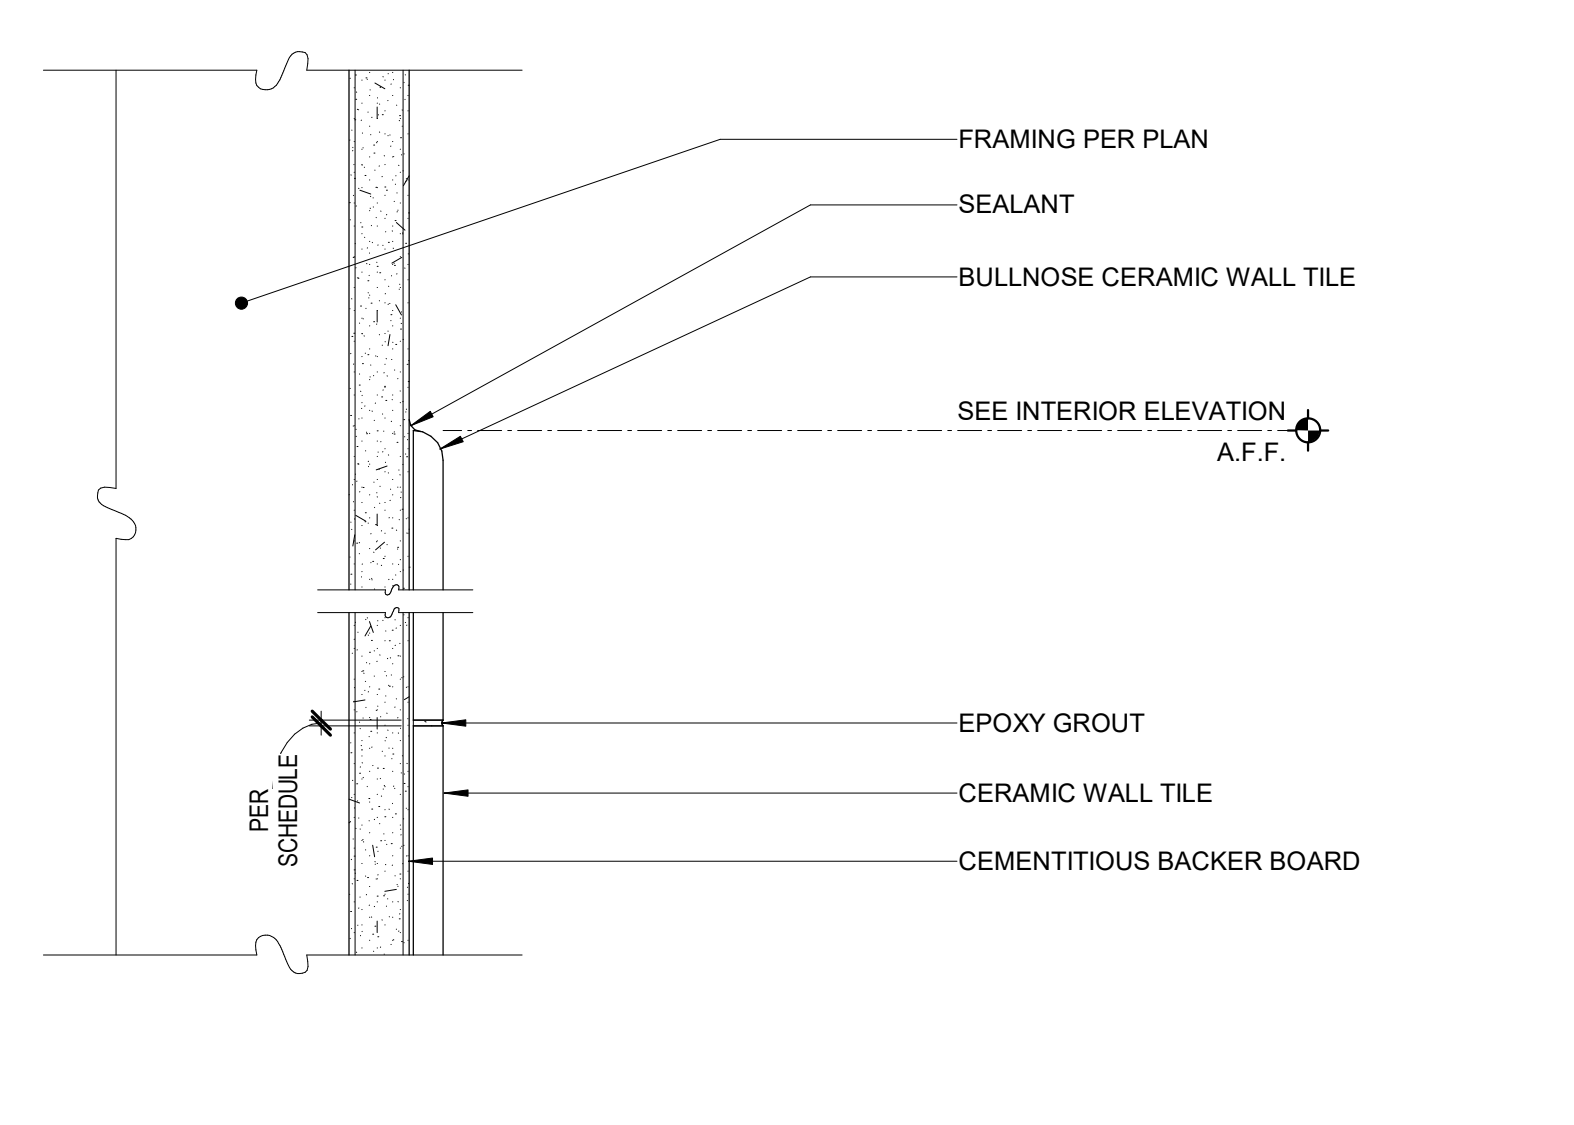 FRAMING PER PLAN
SEALANT
BULLNOSE CERAMIC WALL TILE
SEE INTERIOR ELEVATION
A.F.F.
EPOXY GROUT
PER
SCHEDULE
CERAMIC WALL TILE
CEMENTITIOUS BACKER BOARD